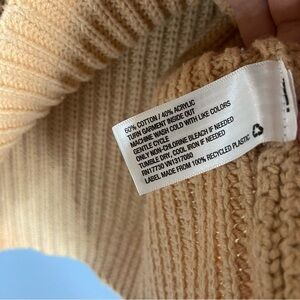 60% COTTON / 40% ACRYLIC
TURN GARMENT INSIDE OUT
MACHINE WASH COLD WITH LIKE COLORS
GENTLE CYCLE
ONLY NON-CHLORINE BLEACH IF NEEDED
TUMBLE DRY, COOL IRON IF NEEDED
RN17730 VN1317080
LABEL MADE FROM 100% RECYCLED PLASTIC